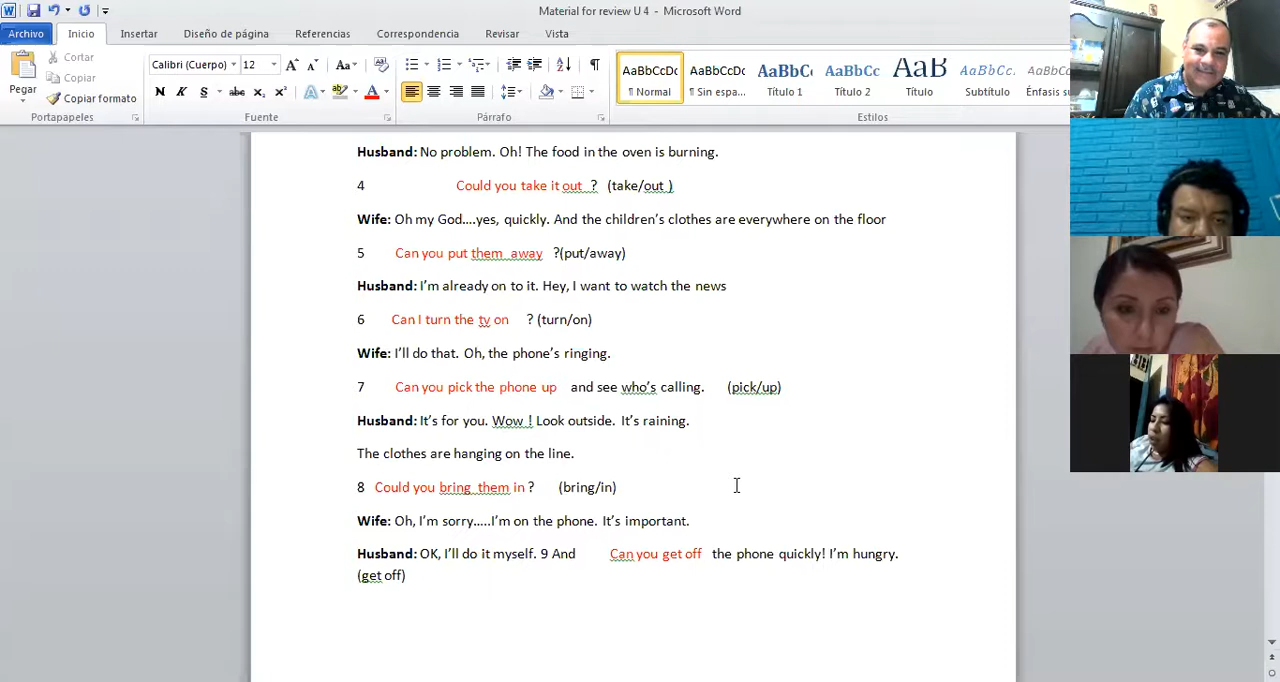 Material for review U 4 - Microsoft Word
Archivo Inicio Insertar Diseño de página Referencias Correspondencia Revisar Vista
Cortar
Copiar
Copiar formato
Pegar
Portapapeles
Calibri (Cuerpo) 12
Fuente
Párrafo
AaBbCcDc AaBbCcDc AaBbC AaBbCc AaB AaBbCc AaBbCcD
¶ Normal ¶ Sin espa... Título 1 Título 2 Título Subtítulo Énfasis su
Estilos
Husband: No problem. Oh! The food in the oven is burning.
4 Could you take it out ? (take/out )
Wife: Oh my God….yes, quickly. And the children's clothes are everywhere on the floor
5 Can you put them away ?(put/away)
Husband: I'm already on to it. Hey, I want to watch the news
6 Can I turn the tv on ? (turn/on)
Wife: I'll do that. Oh, the phone's ringing.
7 Can you pick the phone up and see who's calling. (pick/up)
Husband: It's for you. Wow ! Look outside. It's raining.
The clothes are hanging on the line.
8 Could you bring them in ? (bring/in)
Wife: Oh, I'm sorry…..I'm on the phone. It's important.
Husband: OK, I'll do it myself. 9 And Can you get off the phone quickly! I'm hungry.
(get off)